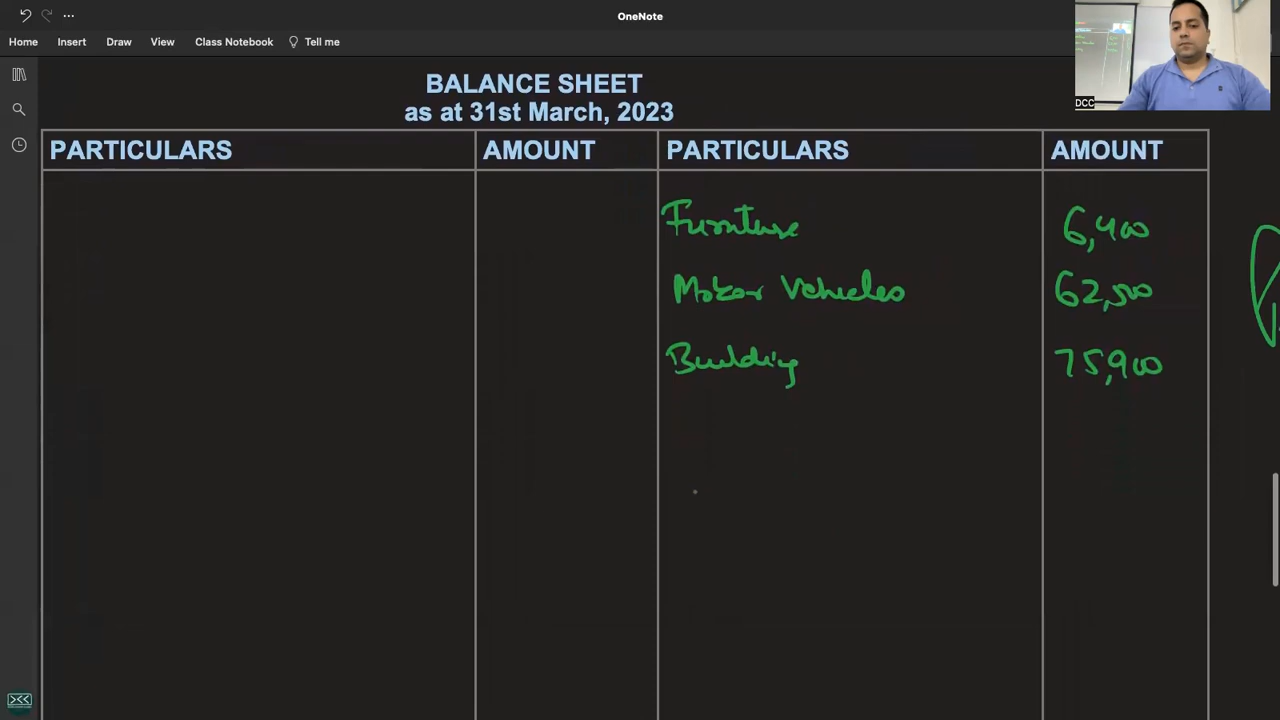 OneNote
Home Insert Draw View Class Notebook Tell me
DCC
BALANCE SHEET
as at 31st March, 2023
PARTICULARS AMOUNT PARTICULARS AMOUNT
Furniture 6,400
Motor Vehicles 62,500
Building 75,900